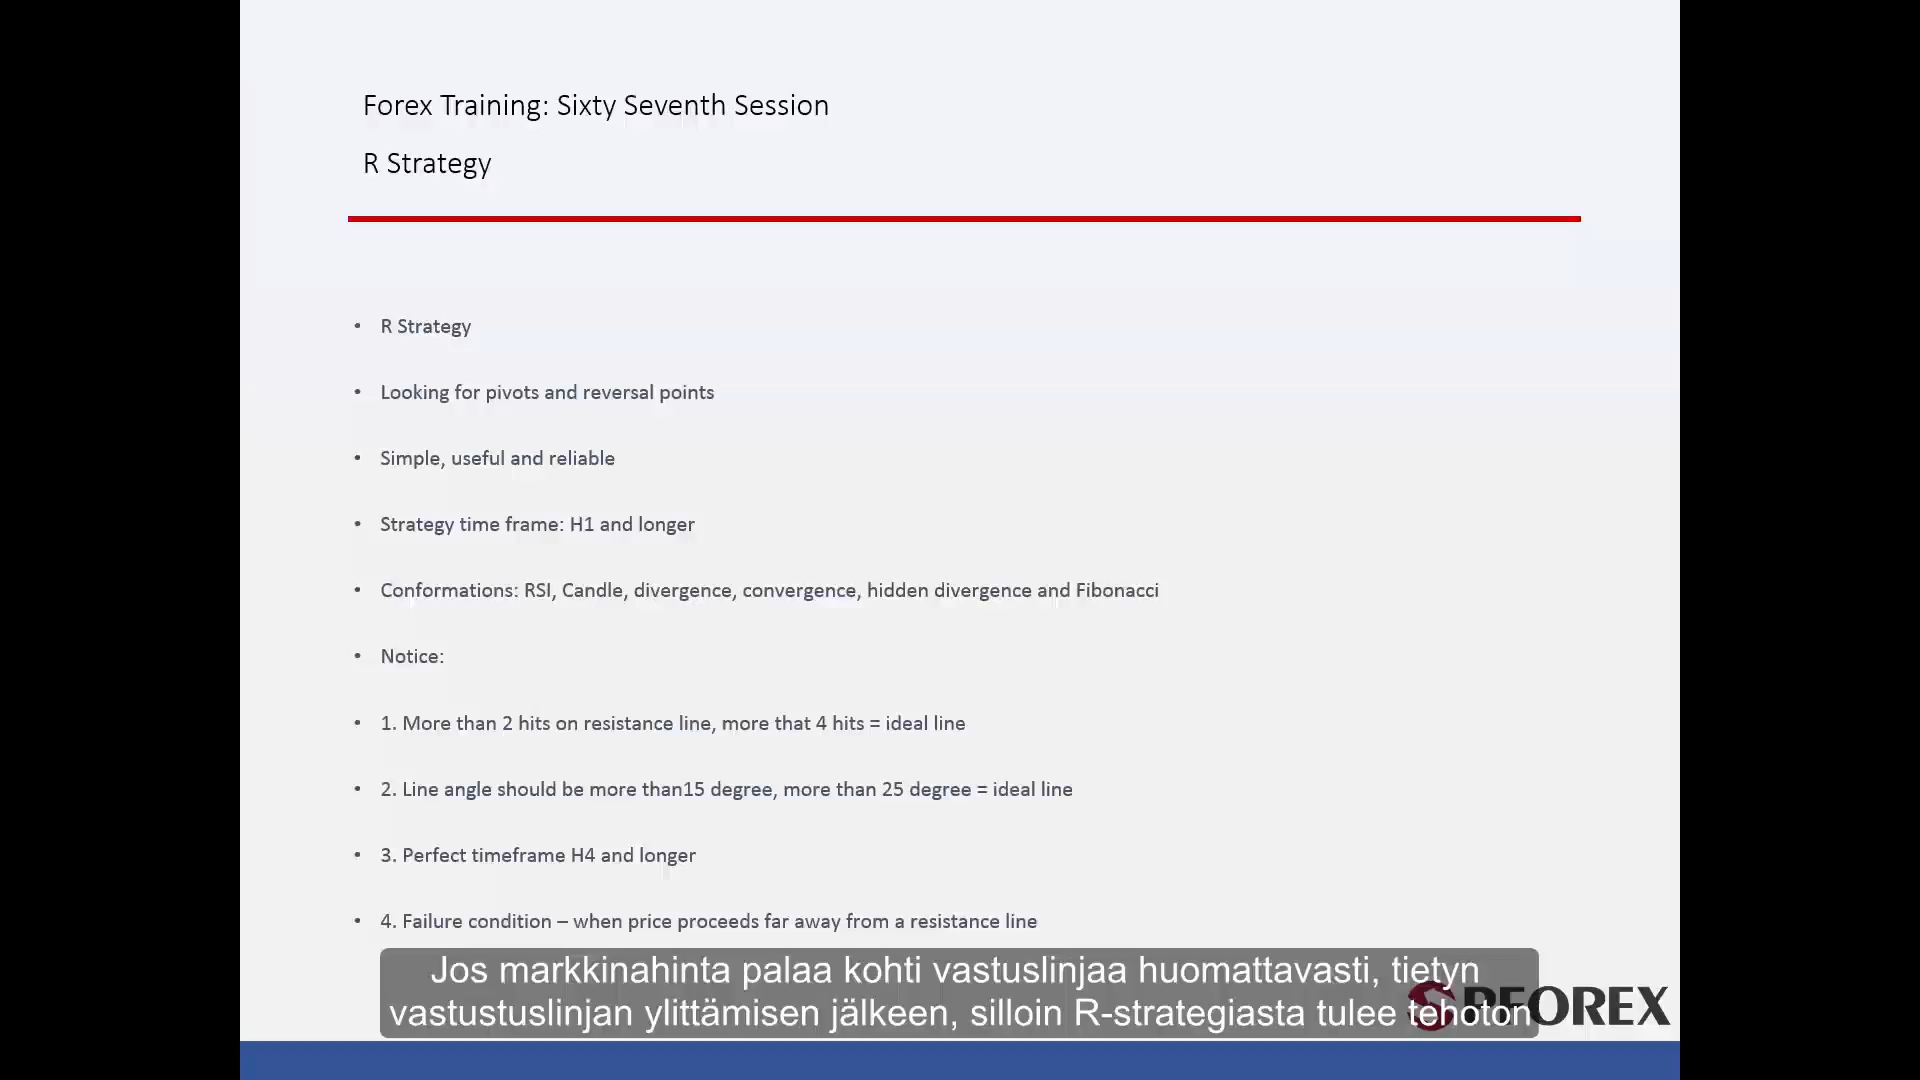 Forex Training: Sixty Seventh Session
R Strategy
• R Strategy
• Looking for pivots and reversal points
• Simple, useful and reliable
• Strategy time frame: H1 and longer
• Conformations: RSI, Candle, divergence, convergence, hidden divergence and Fibonacci
• Notice:
• 1. More than 2 hits on resistance line, more that 4 hits = ideal line
• 2. Line angle should be more than15 degree, more than 25 degree = ideal line
• 3. Perfect timeframe H4 and longer
• 4. Failure condition – when price proceeds far away from a resistance line
Jos markkinahinta palaa kohti vastuslinjaa huomattavasti, tietyn
vastustuslinjan ylittämisen jälkeen, silloin R-strategiasta tulee tehoton
PFOREX